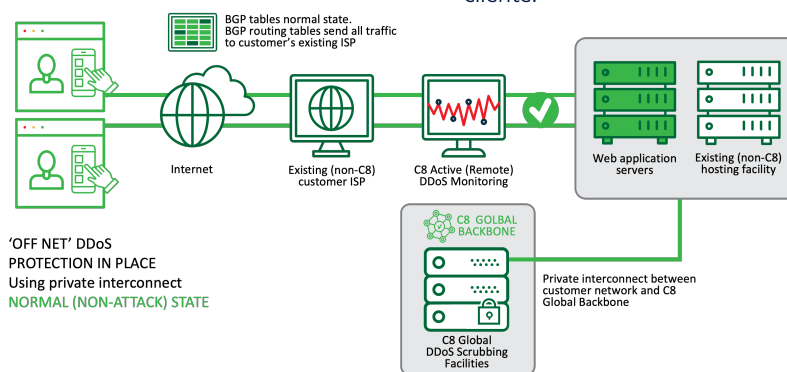 cliente.
BGP tables normal state.
BGP routing tables send all traffic
to customer's existing ISP
Internet
Existing (non-C8)
customer ISP
C8 Active (Remote)
DDoS Monitoring
Web application
servers
Existing (non-C8)
hosting facility
'OFF NET' DDoS
PROTECTION IN PLACE
Using private interconnect
NORMAL (NON-ATTACK) STATE
C8 GOLBAL
BACKBONE
C8 Global
DDoS Scrubbing
Facilities
Private interconnect between
customer network and C8
Global Backbone